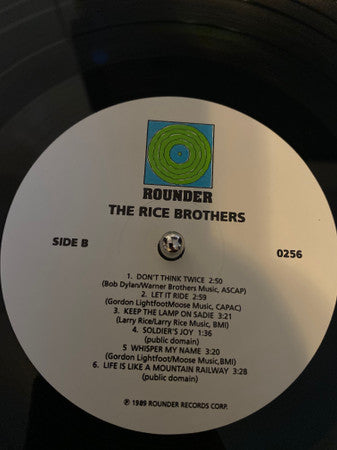 ROUNDER
THE RICE BROTHERS
SIDE B
0256
1. DON'T THINK TWICE 2:50
(Bob Dylan/Warner Brothers Music, ASCAP)
2. LET IT RIDE 2:59
(Gordon LightfootMoose Music, CAPAC)
3. KEEP THE LAMP ON SADIE 3:21
(Larry Rice/Larry Rice Music, BMI)
4. SOLDIER'S JOY 1:36
(public domain)
5 WHISPER MY NAME 3:20
(Gordon Lightfoot/Moose Music,BMI)
6. LIFE IS LIKE A MOUNTAIN RAILWAY 3:28
(public domain)
℗ 1989 ROUNDER RECORDS CORP.